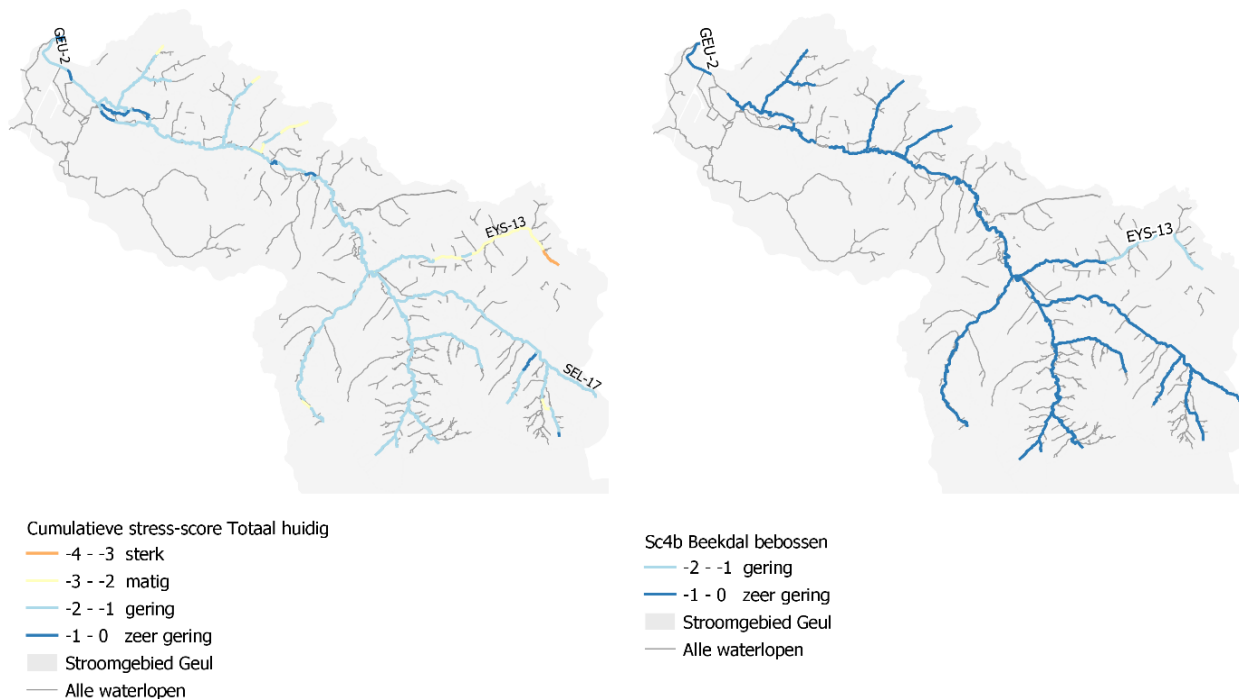 GEU-2
EYS-13
SEL-17
Cumulatieve stress-score Totaal huidig
-4 - -3 sterk
-3 - -2 matig
-2 - -1 gering
-1 - 0 zeer gering
Stroomgebied Geul
Alle waterlopen
GEU-2
EYS-13
Sc4b Beekdal bebossen
-2 - -1 gering
-1 - 0 zeer gering
Stroomgebied Geul
Alle waterlopen